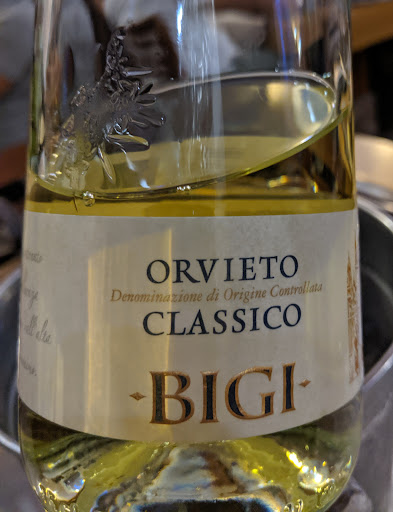 ORVIETO
Denominazione di Origine Controllata
CLASSICO
·BIGI·